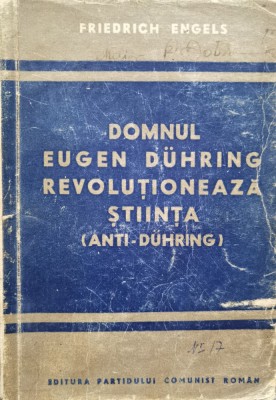 FRIEDRICH ENGELS
DOMNUL
EUGEN DÜHRING
REVOLUȚIONEAZĂ
ȘTIINȚA
(ANTI-DÜHRING)
EDITURA PARTIDULUI COMUNIST ROMÂN